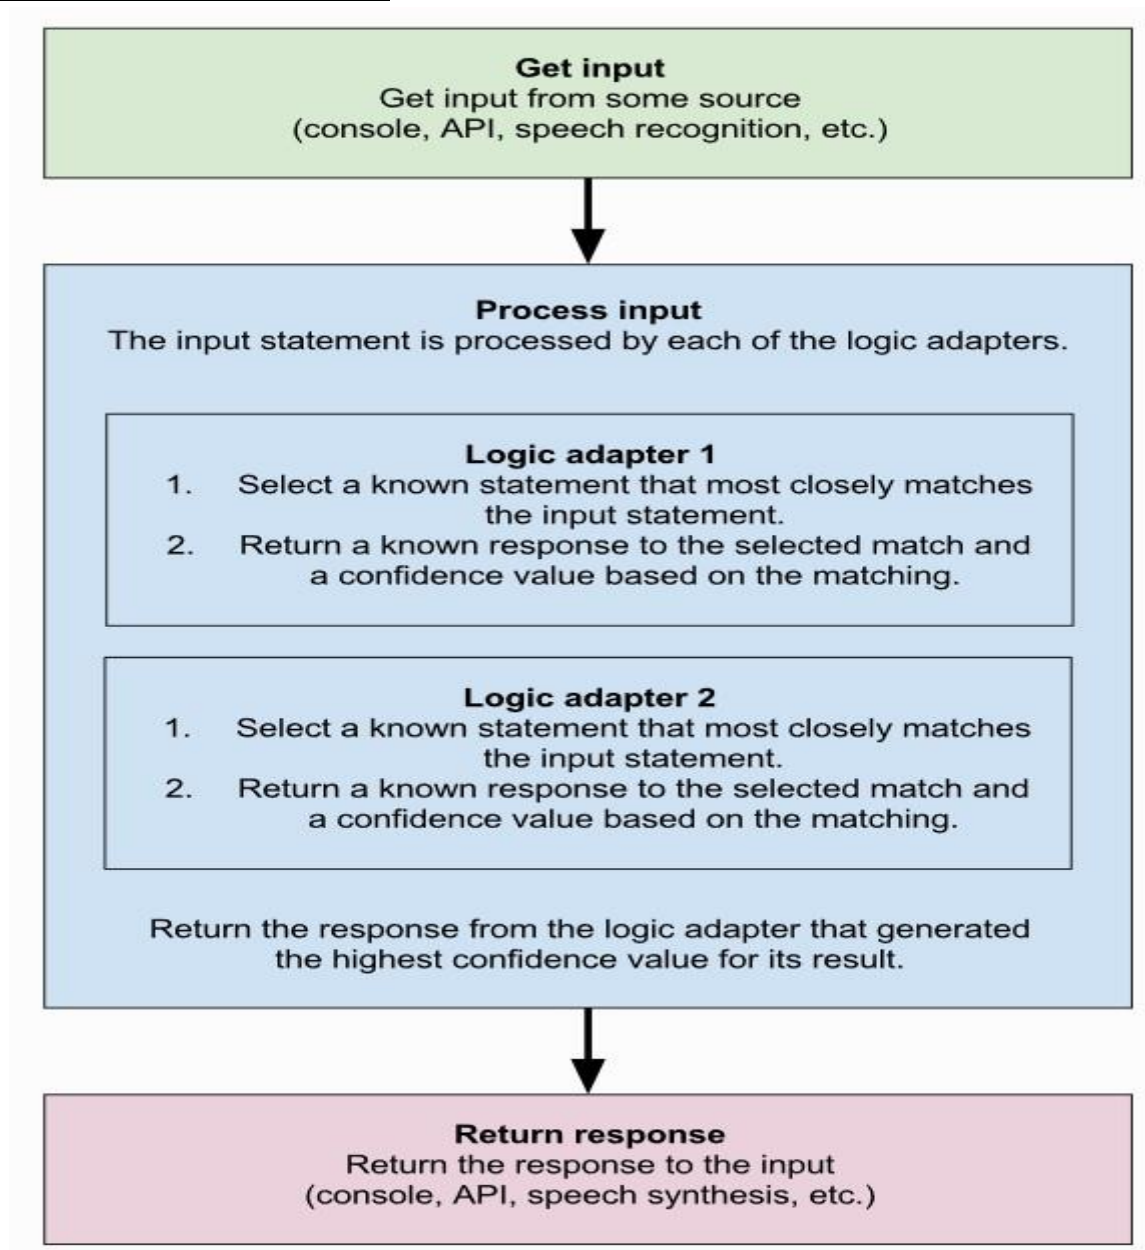 Get input
Get input from some source
(console, API, speech recognition, etc.)
Process input
The input statement is processed by each of the logic adapters.
Logic adapter 1
1. Select a known statement that most closely matches
the input statement.
2. Return a known response to the selected match and
a confidence value based on the matching.
Logic adapter 2
1. Select a known statement that most closely matches
the input statement.
2. Return a known response to the selected match and
a confidence value based on the matching.
Return the response from the logic adapter that generated
the highest confidence value for its result.
Return response
Return the response to the input
(console, API, speech synthesis, etc.)